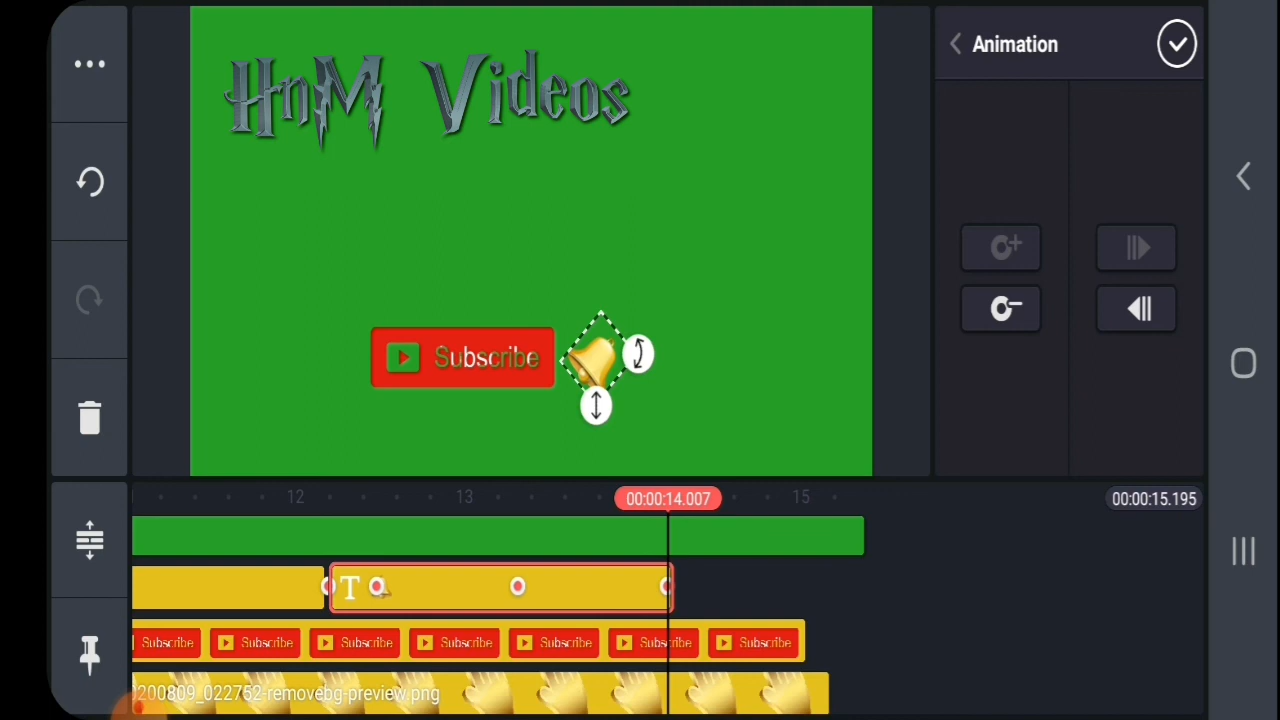 Animation
HnM Videos
Subscribe
12
13
00:00:14.007
15
00:00:15.195
T
Subscribe
Subscribe
Subscribe
Subscribe
Subscribe
Subscribe
Subscribe
200809_022752-removebg-preview.png